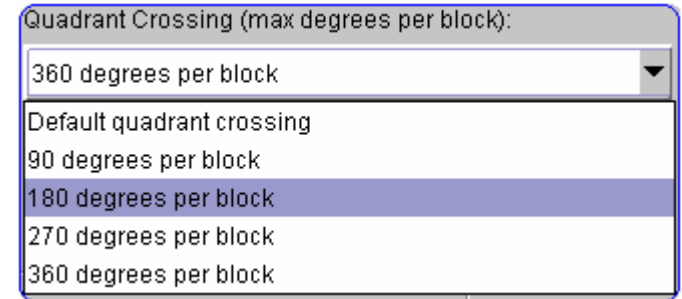 Quadrant Crossing (max degrees per block):
360 degrees per block
Default quadrant crossing
90 degrees per block
180 degrees per block
270 degrees per block
360 degrees per block